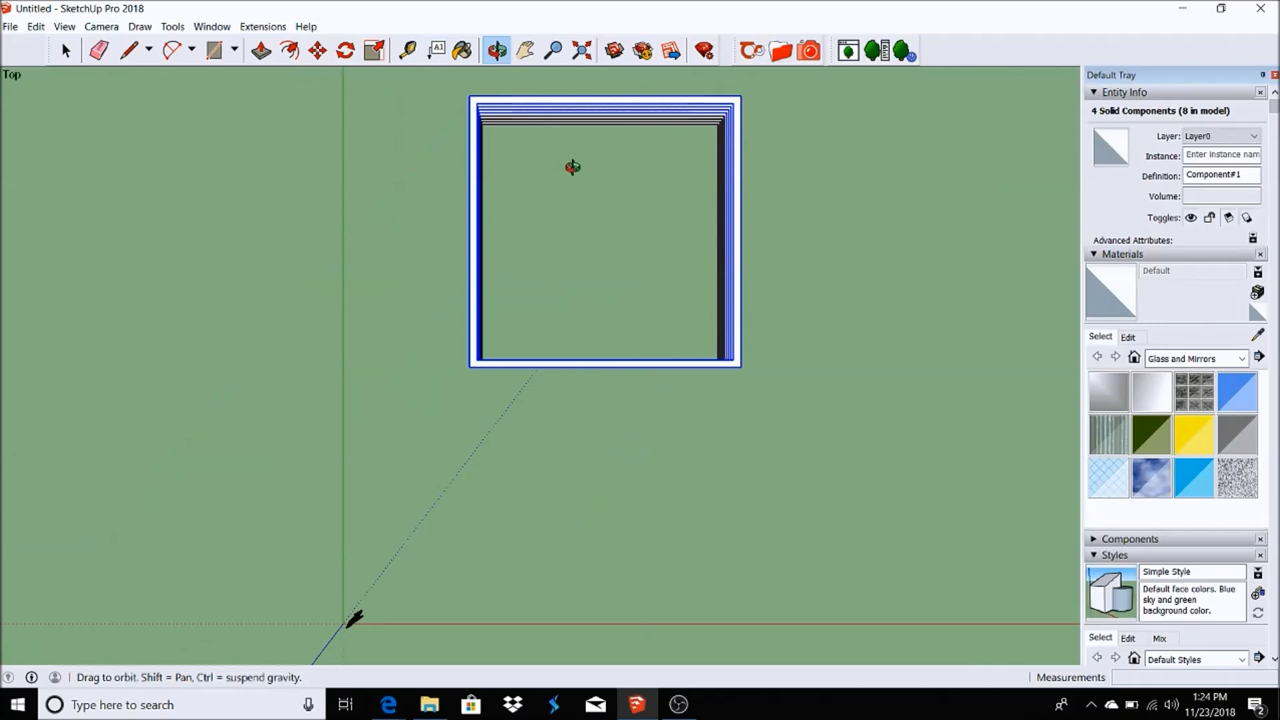 Untitled - SketchUp Pro 2018
File Edit View Camera Draw Tools Window Extensions Help
A1
Top
Default Tray
Entity Info
4 Solid Components (8 in model)
Layer: Layer0
Instance: Enter instance nam
Definition: Component#1
Volume:
Toggles:
Advanced Attributes:
Materials
Default
Select Edit
Glass and Mirrors
Components
Styles
Simple Style
Default face colors. Blue
sky and green
background color.
Select Edit Mix
Default Styles
Drag to orbit. Shift = Pan, Ctrl = suspend gravity.
Measurements
Type here to search
1:24 PM
11/23/2018
2